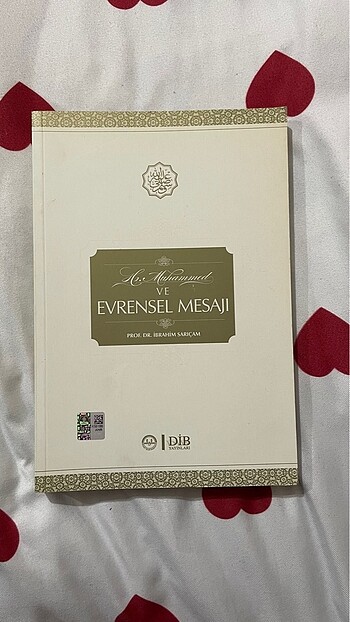 Hz. Muhammed
VE
EVRENSEL MESAJI
PROF. DR. İBRAHİM SARIÇAM
DİB
YAYINLARI